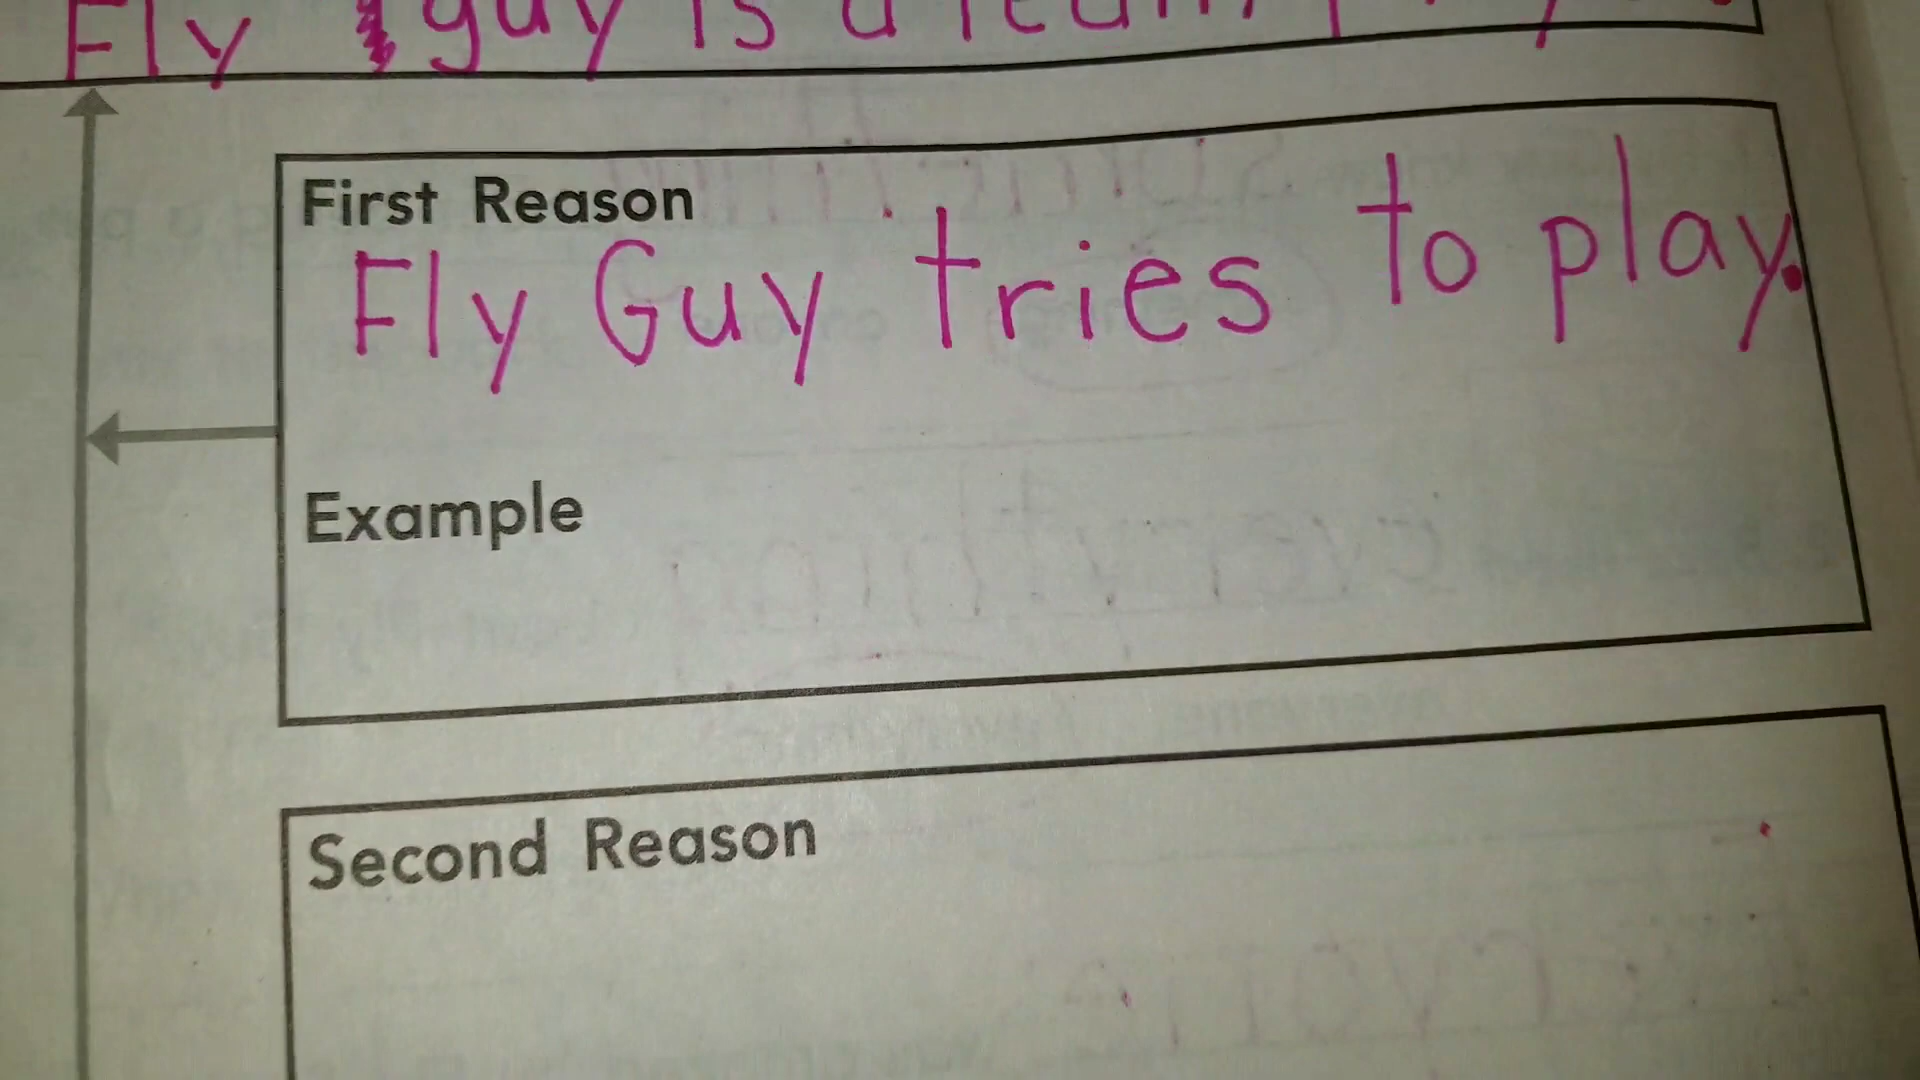 Fly guy is a team
First Reason
Fly Guy tries to play.
Example
Second Reason